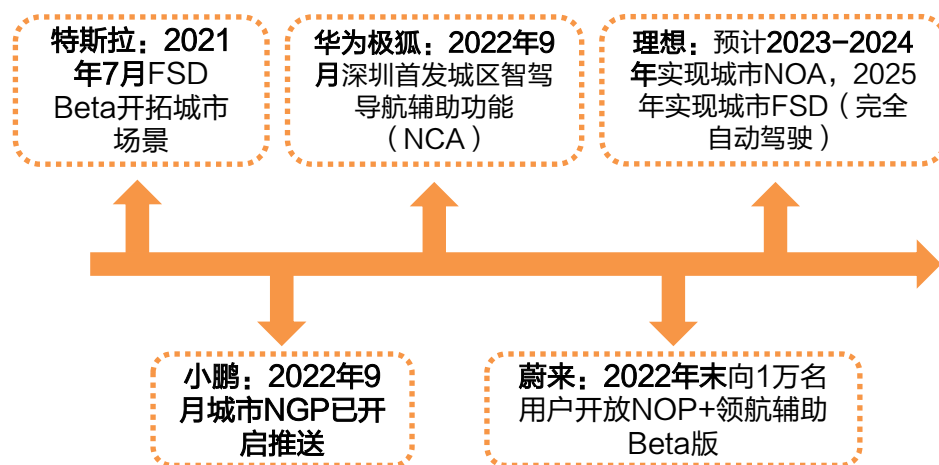 特斯拉：2021
年7月FSD
Beta开拓城市
场景
华为极狐：2022年9
月深圳首发城区智驾
导航辅助功能
（NCA）
理想：预计2023-2024
年实现城市NOA，2025
年实现城市FSD（完全
自动驾驶）
小鹏：2022年9
月城市NGP已开
启推送
蔚来：2022年末向1万名
用户开放NOP+领航辅助
Beta版